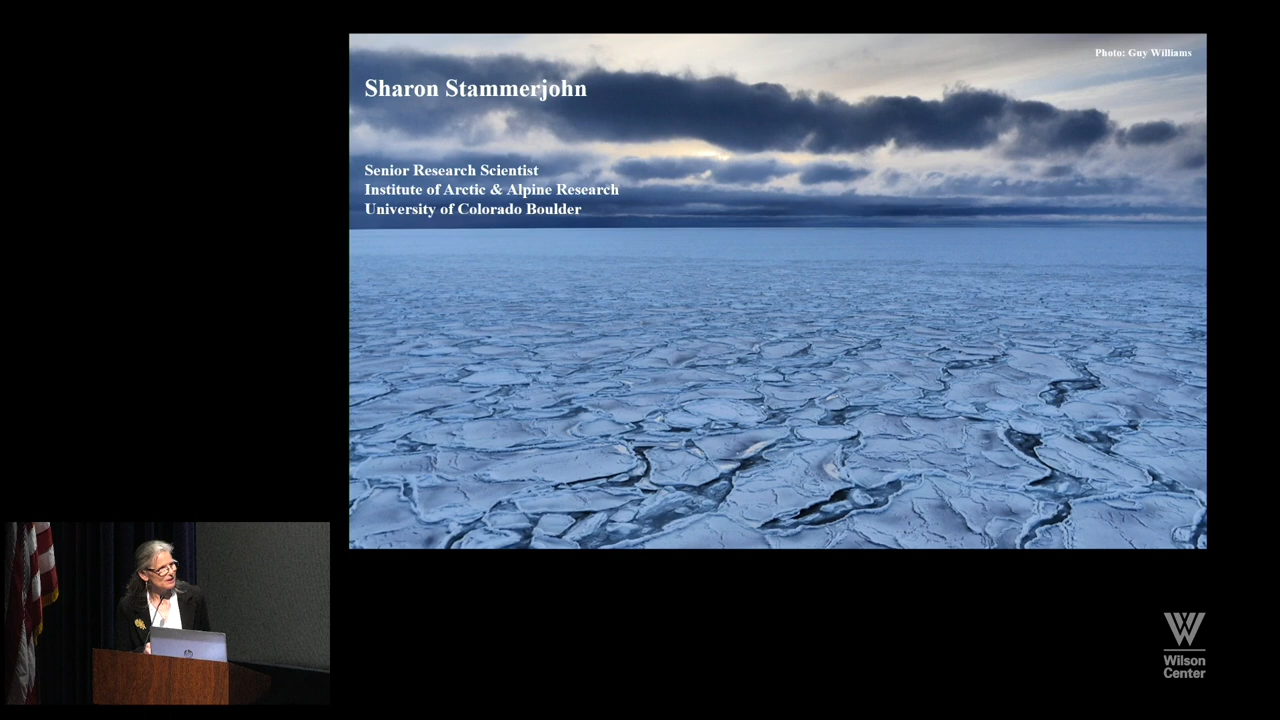 Photo: Guy Williams
Sharon Stammerjohn
Senior Research Scientist
Institute of Arctic & Alpine Research
University of Colorado Boulder
Wilson
Center